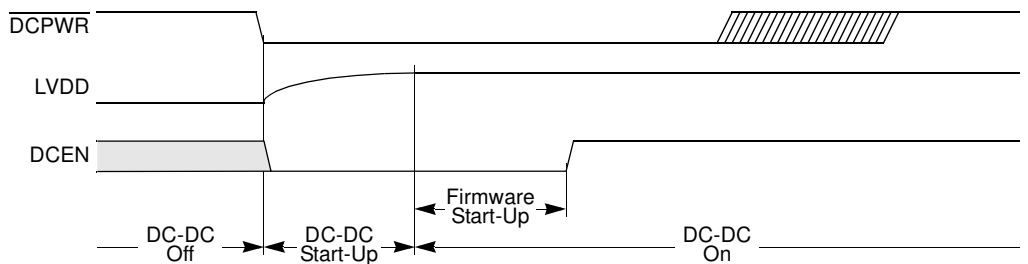 DCPWR
LVDD
DCEN
Firmware
Start-Up
DC-DC
Off
DC-DC
Start-Up
DC-DC
On